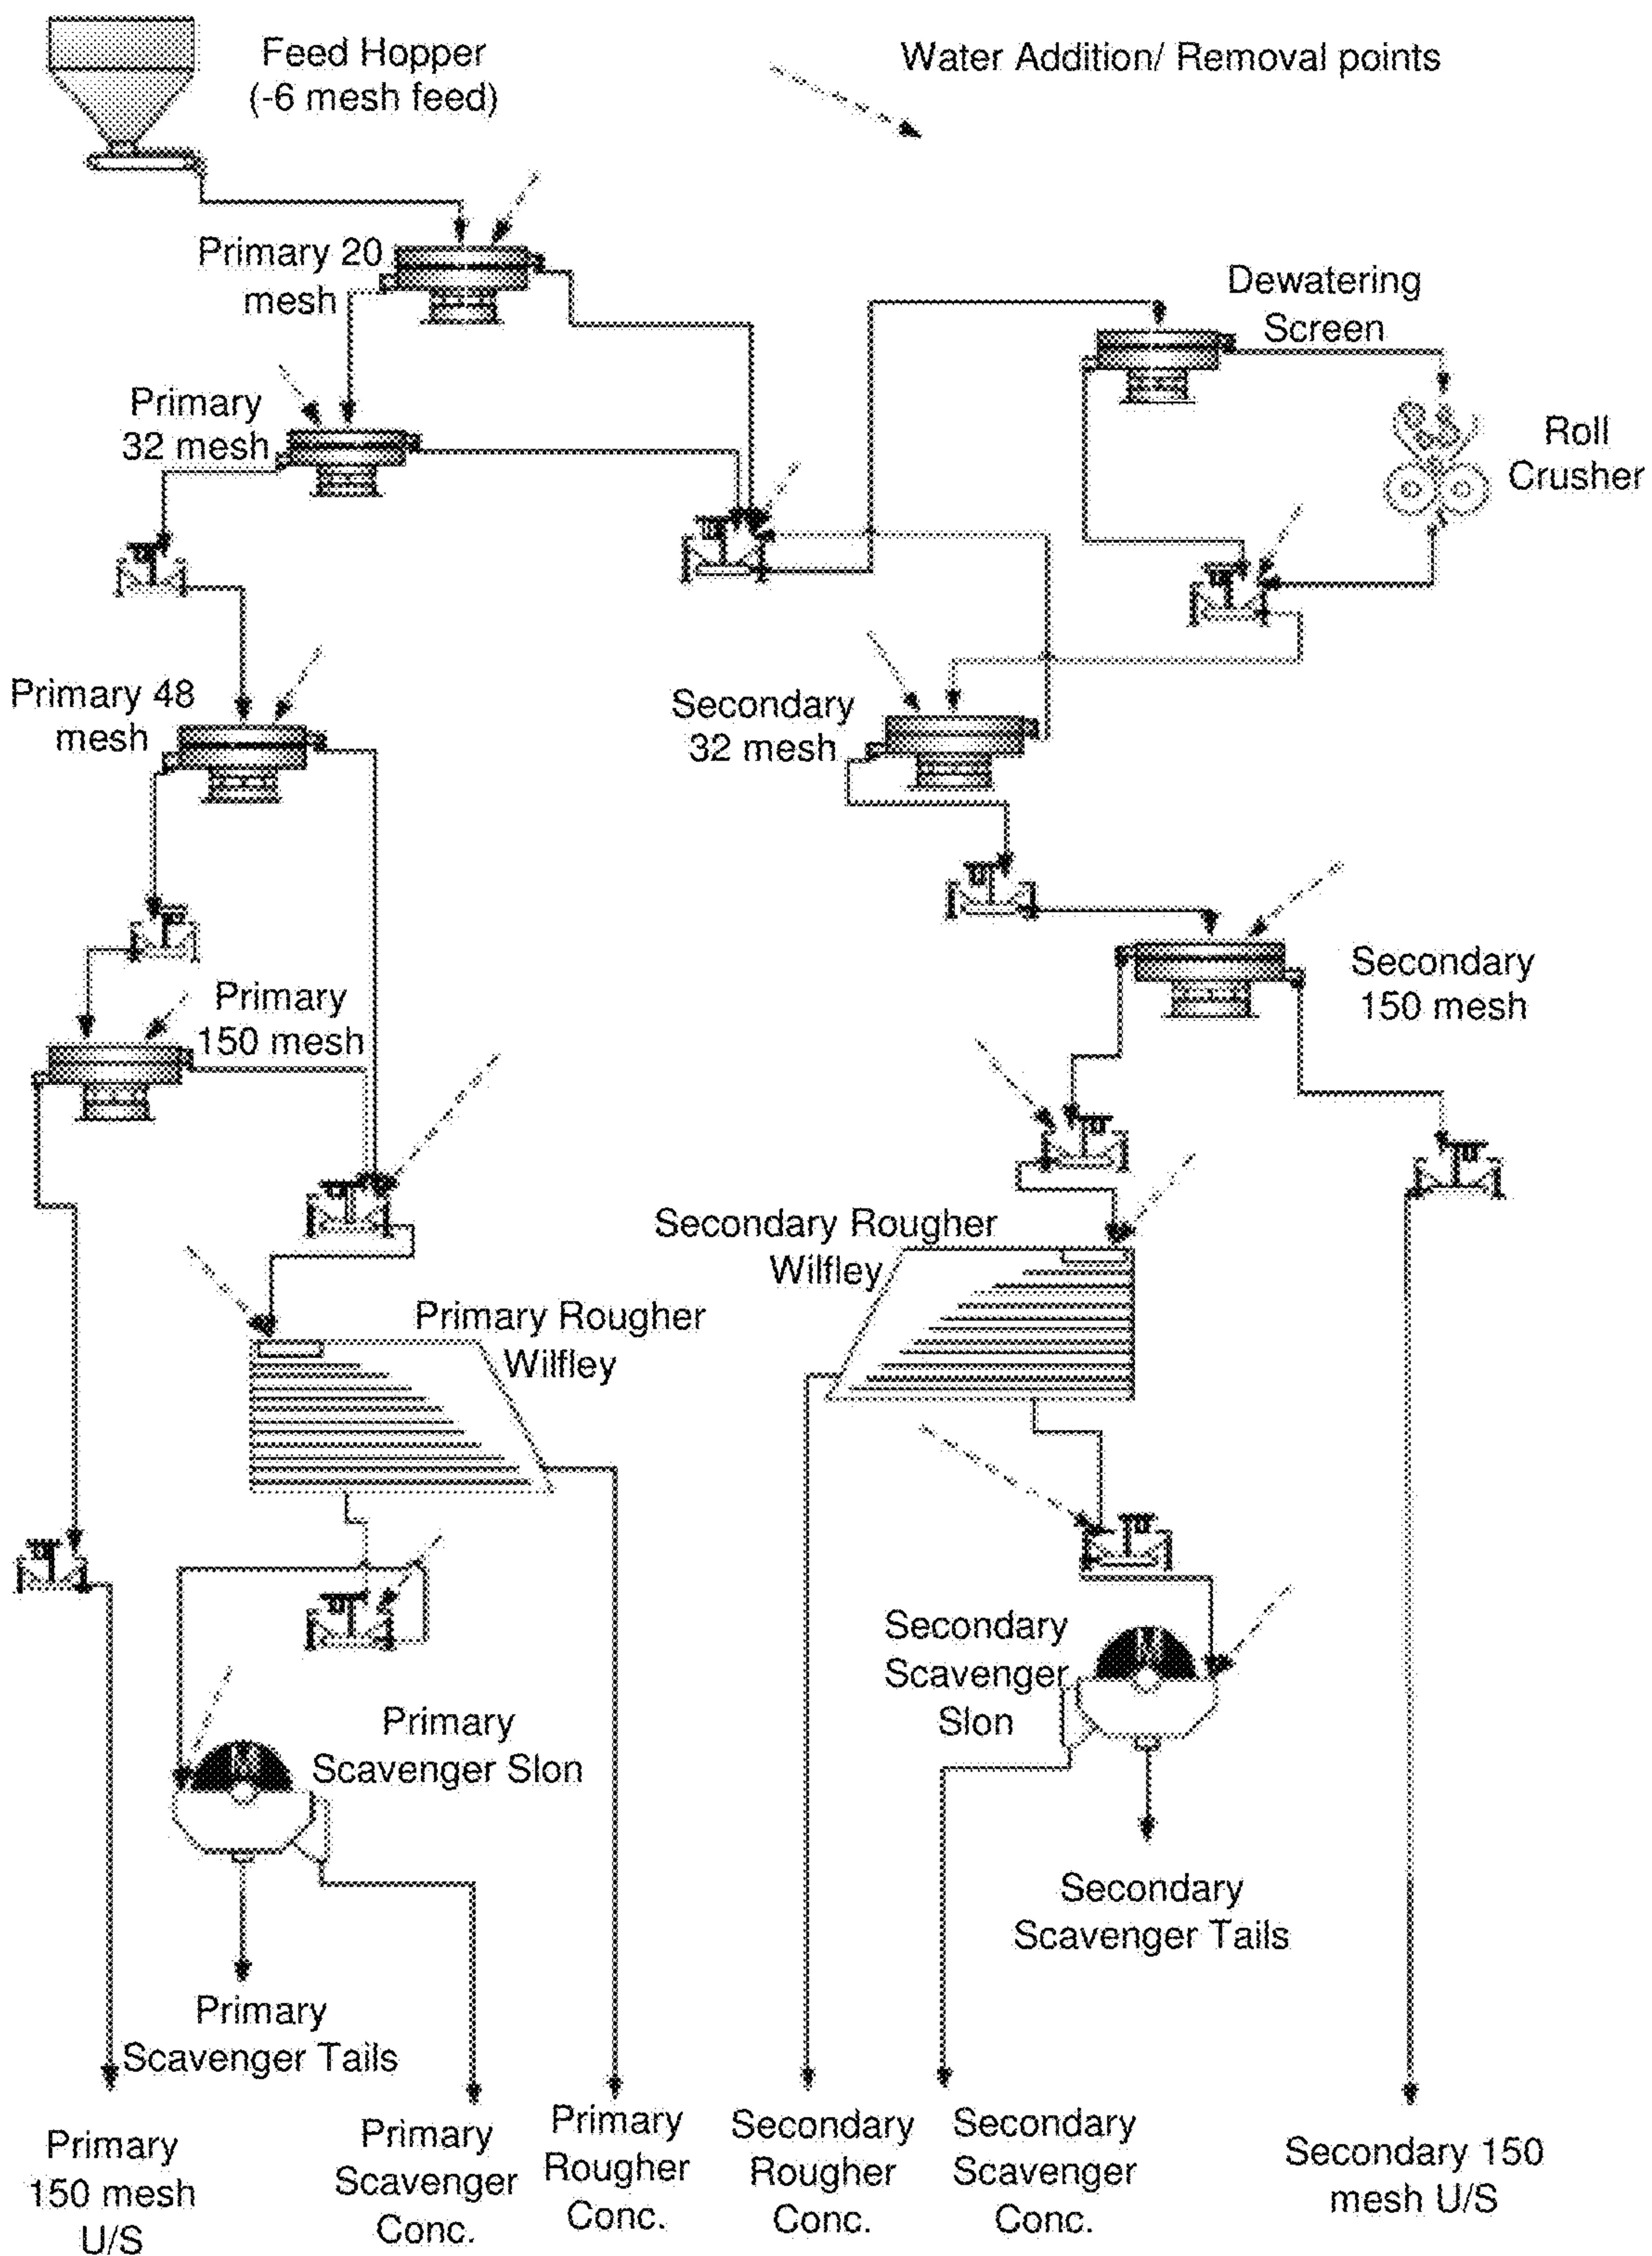 Feed Hopper
(-6 mesh feed)
Water Addition/ Removal points
Primary 20
mesh
Dewatering
Screen
Primary
32 mesh
Roll
Crusher
Primary 48
mesh
Secondary
32 mesh
Primary
150 mesh
Secondary
150 mesh
Secondary Rougher
Wilfley
Primary Rougher
Wilfley
Secondary
Scavenger
Slon
Primary
Scavenger Slon
Secondary
Scavenger Tails
Primary
Scavenger Tails
Primary
150 mesh
U/S
Primary
Scavenger
Conc.
Primary
Rougher
Conc.
Secondary
Rougher
Conc.
Secondary
Scavenger
Conc.
Secondary 150
mesh U/S